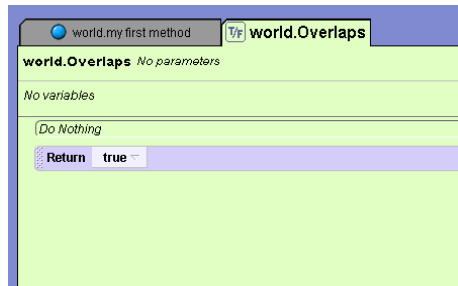 world.my first method T/F world.Overlaps
world.Overlaps No parameters
No variables
Do Nothing
Return true